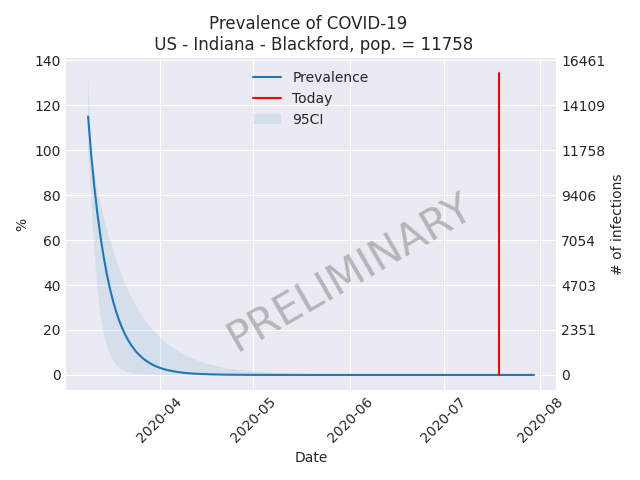 Prevalence of COVID-19
US - Indiana - Blackford, pop. = 11758
140
120
100
80
60
40
20
0
%
16461
14109
11758
9406
7054
4703
2351
0
# of infections
Prevalence
Today
95CI
PRELIMINARY
2020-04
2020-05
2020-06
2020-07
2020-08
Date